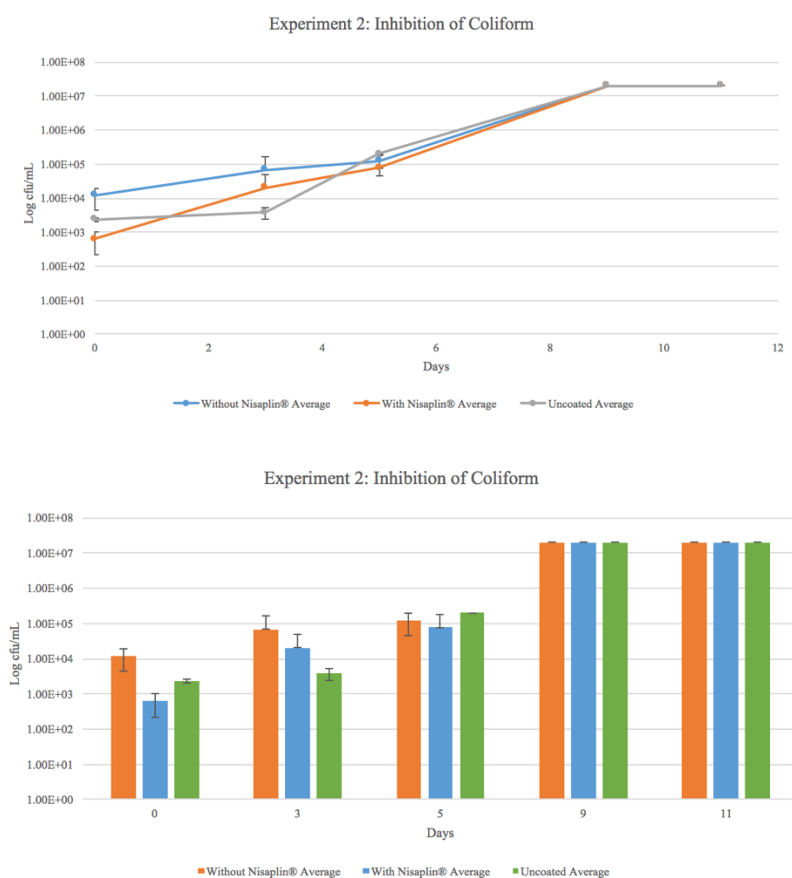 Experiment 2: Inhibition of Coliform
1.00E+08
1.00E+07
1.00E+06
1.00E+05
1.00E+04
1.00E+03
1.00E+02
1.00E+01
1.00E+00
Log cfu/mL
0 2 4 6 8 10 12
Days
Without Nisaplin® Average With Nisaplin® Average Uncoated Average
Experiment 2: Inhibition of Coliform
1.00E+08
1.00E+07
1.00E+06
1.00E+05
1.00E+04
1.00E+03
1.00E+02
1.00E+01
1.00E+00
Log cfu/mL
0 3 5 9 11
Days
Without Nisaplin® Average With Nisaplin® Average Uncoated Average